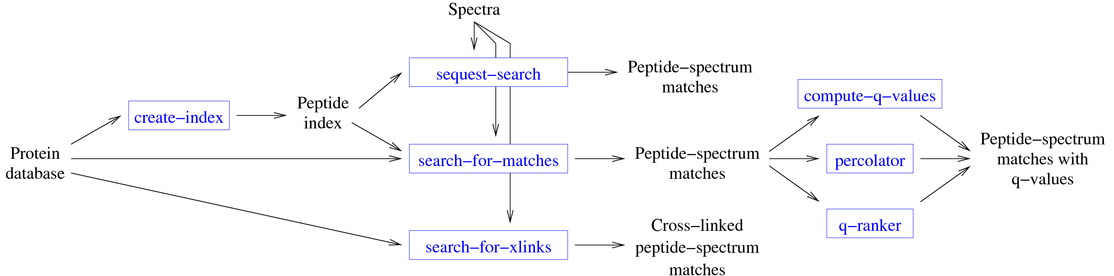 Spectra
sequest-search
Peptide-spectrum
matches
compute-q-values
create-index
Peptide
index
Protein
database
search-for-matches
Peptide-spectrum
matches
percolator
Peptide-spectrum
matches with
q-values
q-ranker
search-for-xlinks
Cross-linked
peptide-spectrum
matches